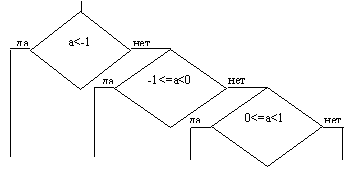 a<-1
да нет
-1<=a<0
да нет
0<=a<1
да нет